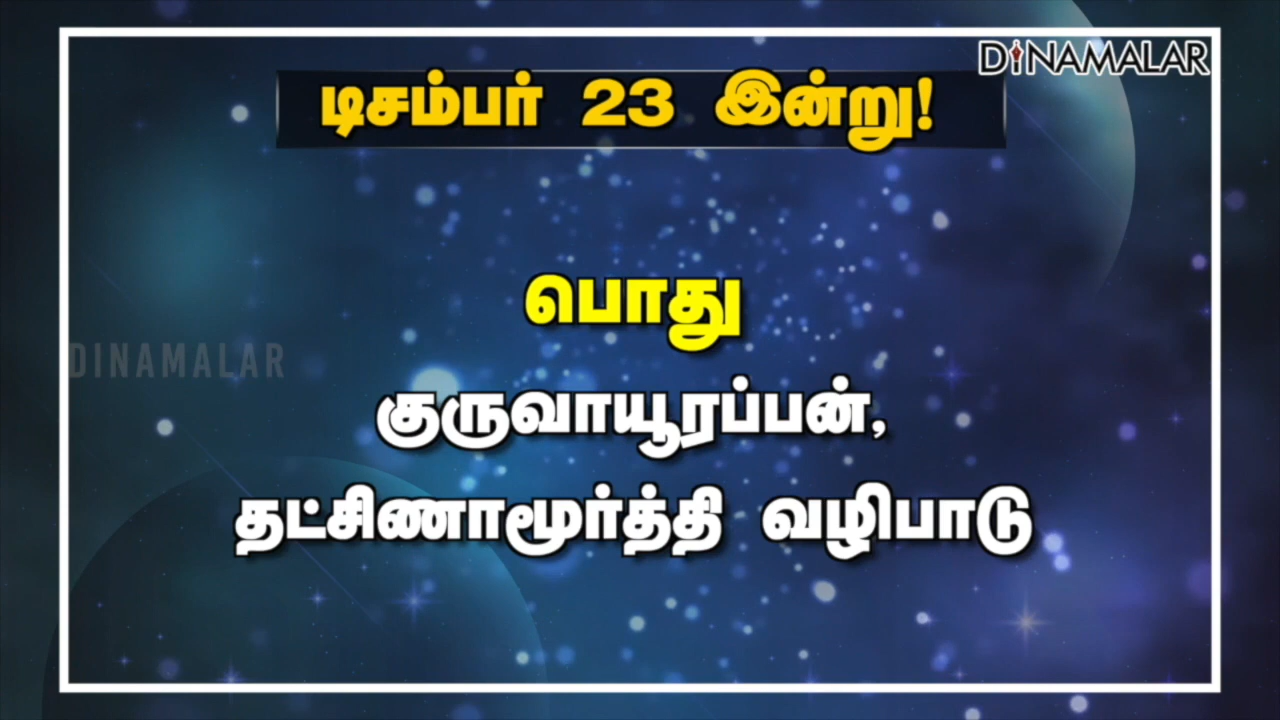 DINAMALAR
டிசம்பர் 23 இன்று!
பொது
DINAMALAR
குருவாயூரப்பன்,
தட்சிணாமூர்த்தி வழிபாடு